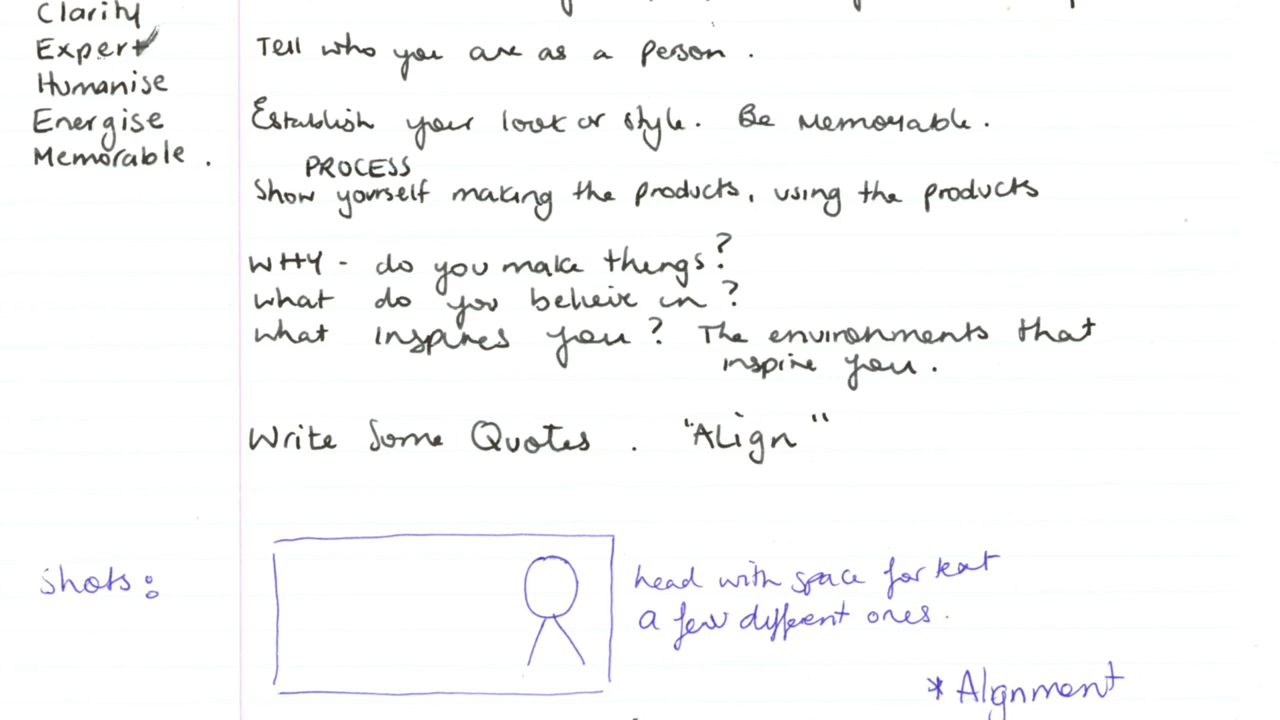 Clarity
Expert
Humanise
Energise
Memorable .
Tell who you are as a person .
Establish your look or style. Be Memorable.
PROCESS
Show yourself making the products, using the products
WHY - do you make things?
what do you believe in ?
what inspires you? The environments that
inspire you.
Write Some Quotes . "Align"
Shots:
head with space for text
a few different ones.
* Alignment